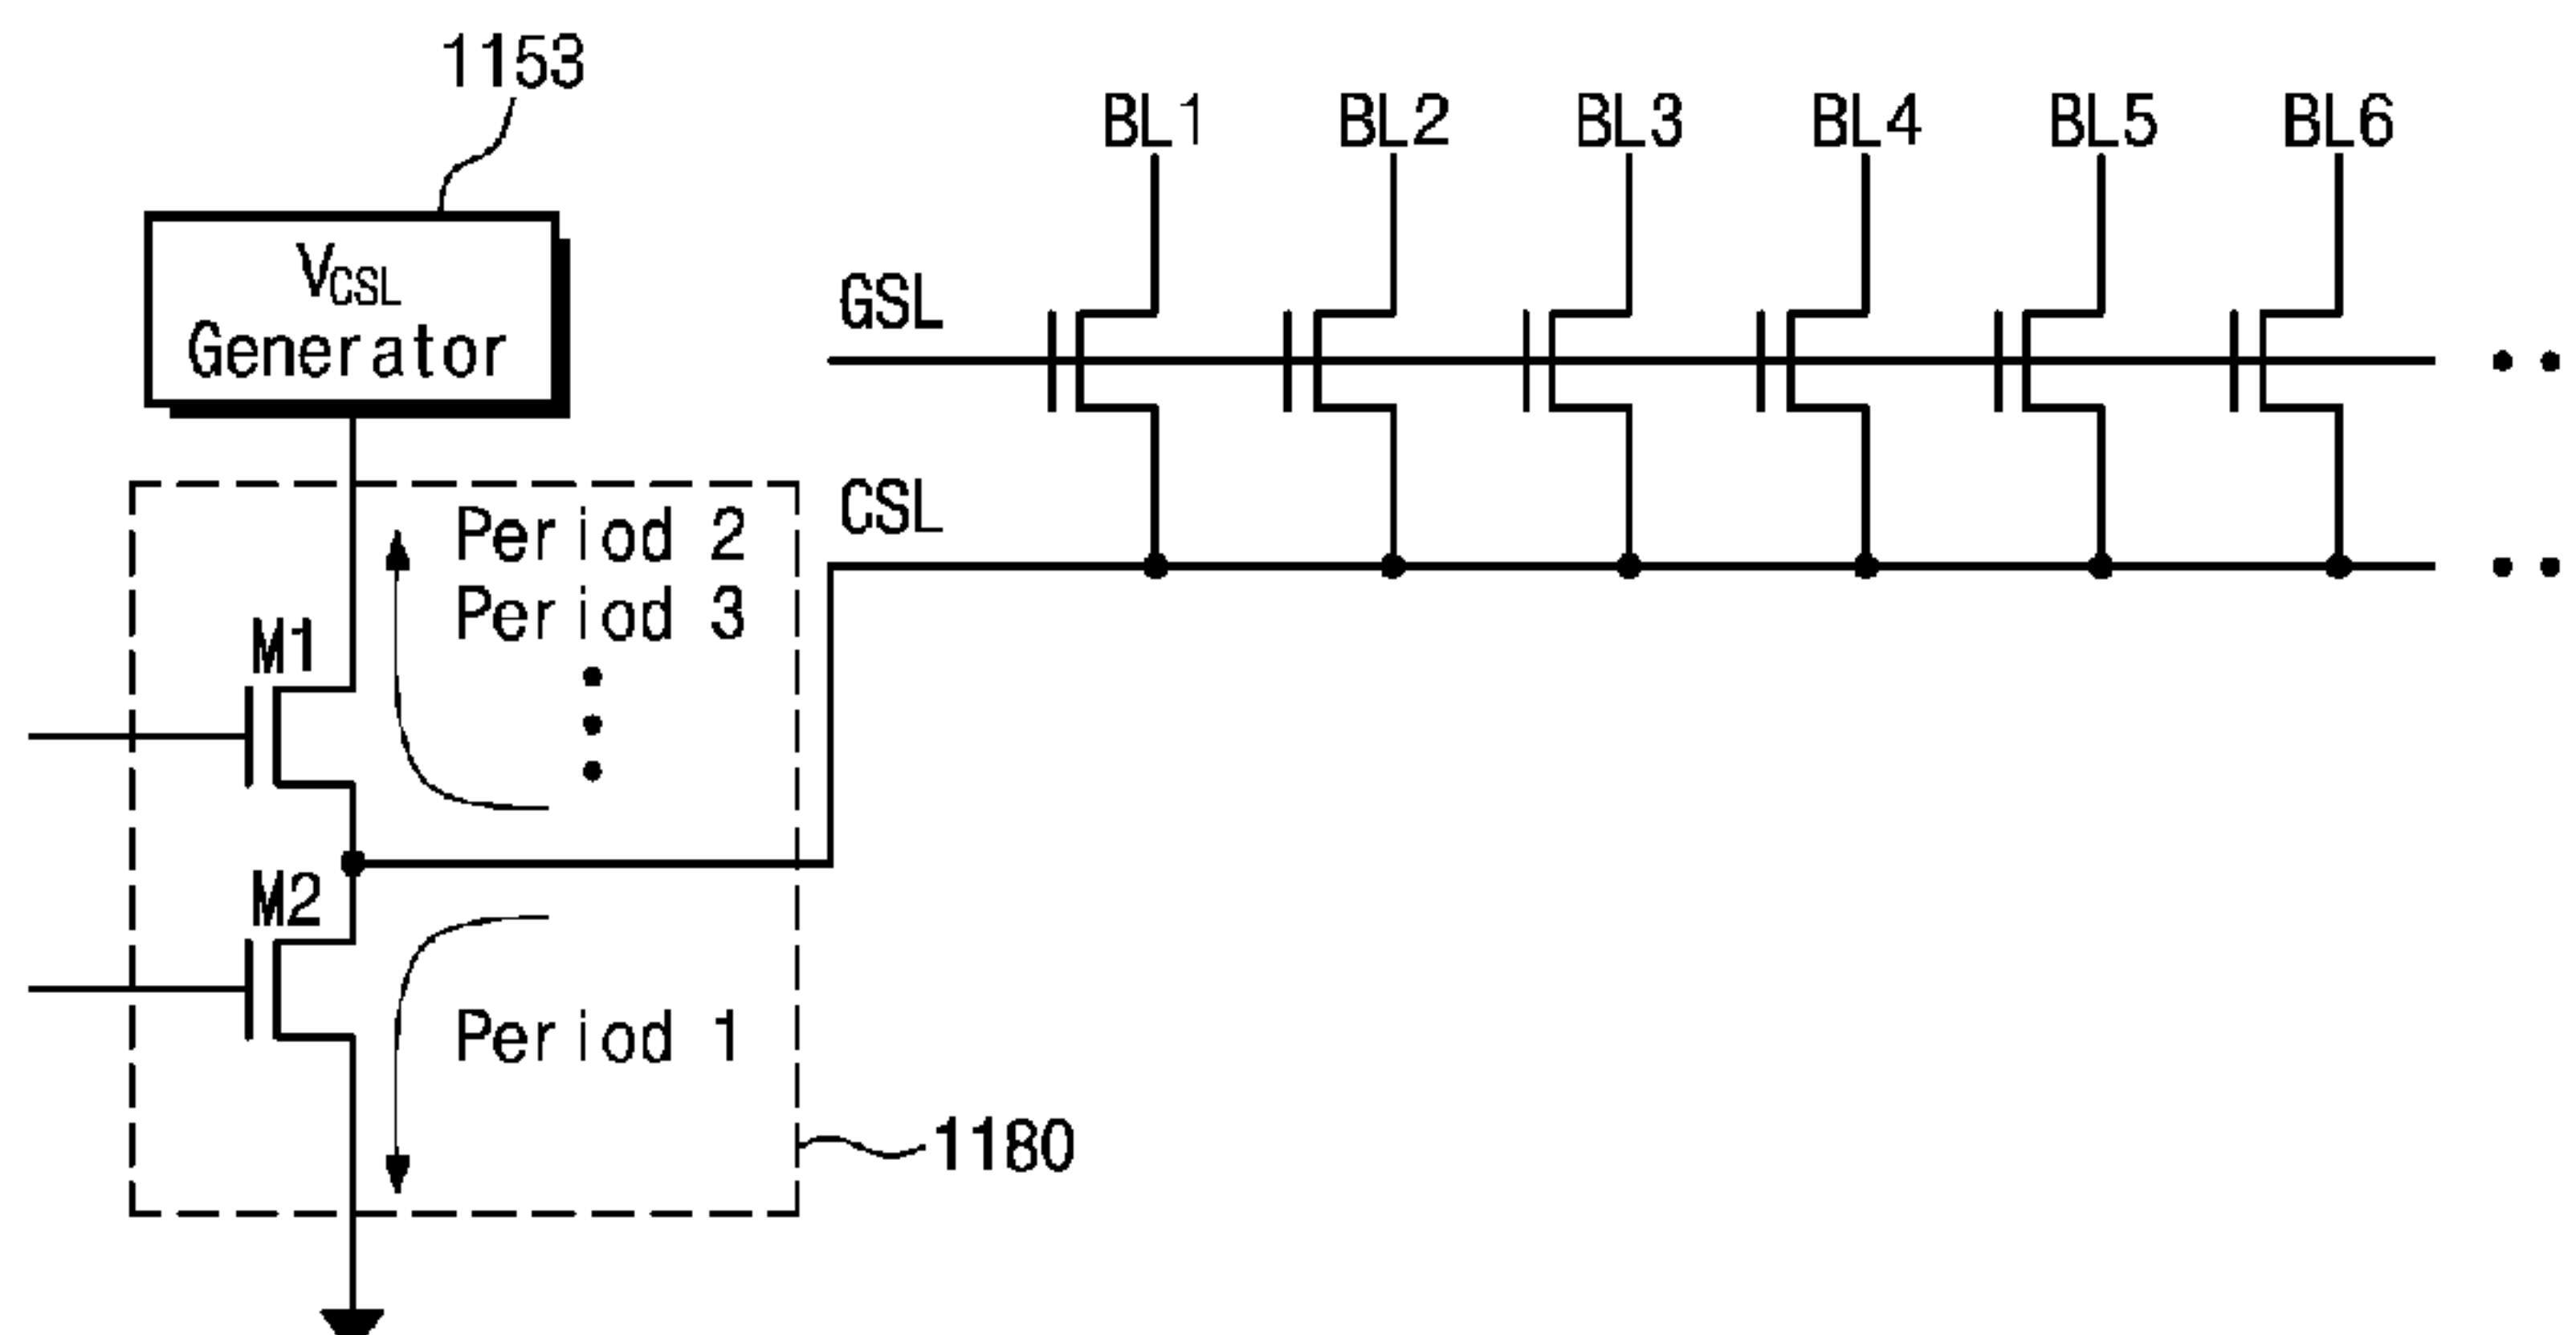 1153
BL1 BL2 BL3 BL4 BL5 BL6
VCSL
Generator
GSL
CSL
Period 2
Period 3
M1
M2
Period 1
1180